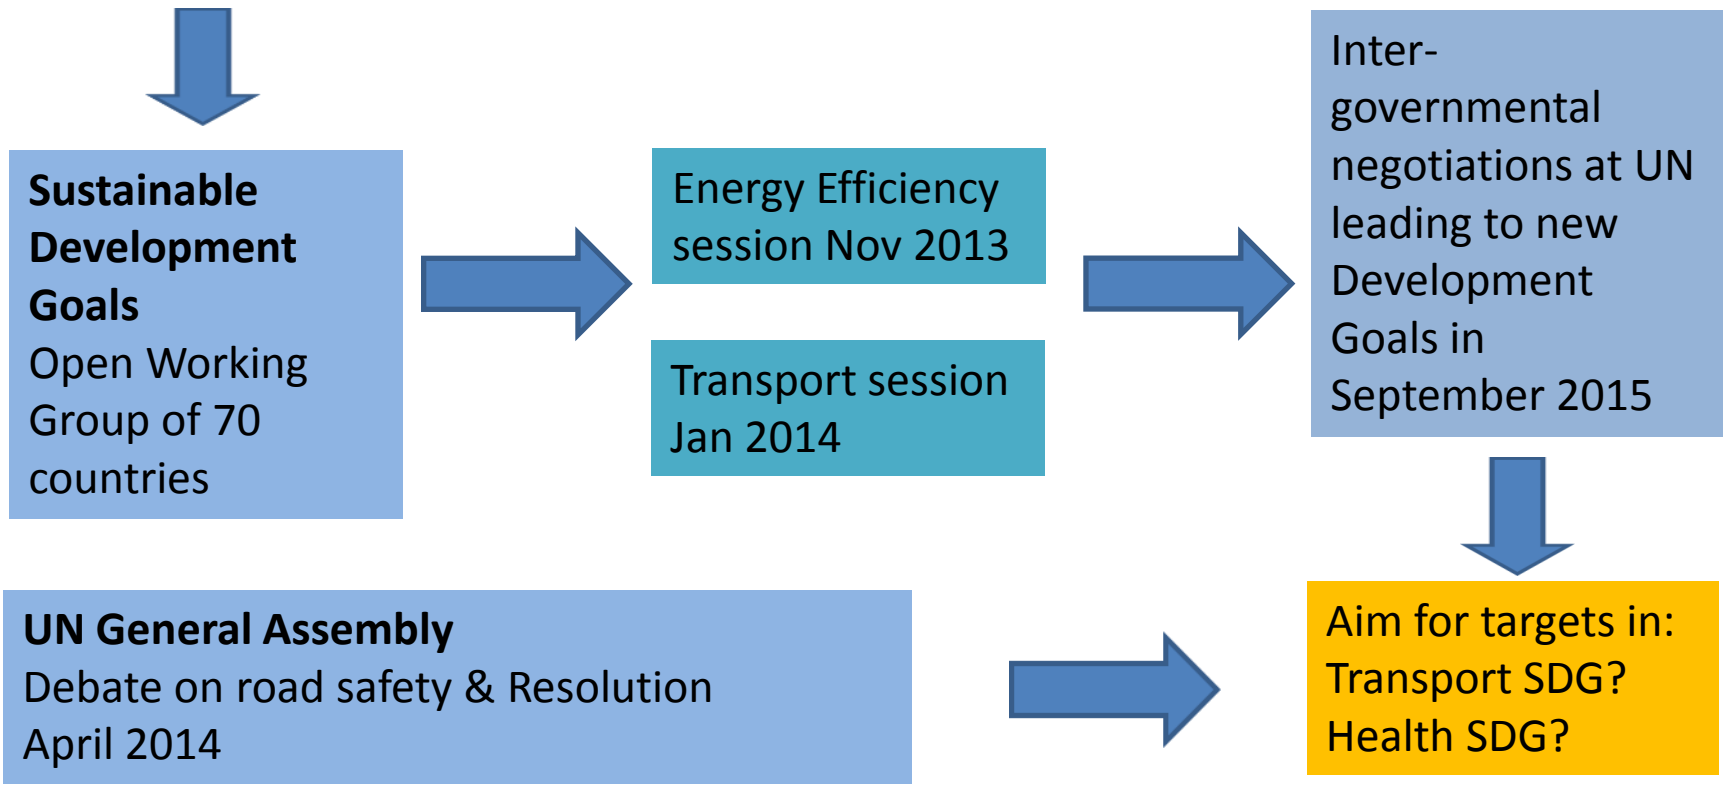 Sustainable
Development
Goals
Open Working
Group of 70
countries
Energy Efficiency
session Nov 2013
Transport session
Jan 2014
Inter-
governmental
negotiations at UN
leading to new
Development
Goals in
September 2015
UN General Assembly
Debate on road safety & Resolution
April 2014
Aim for targets in:
Transport SDG?
Health SDG?